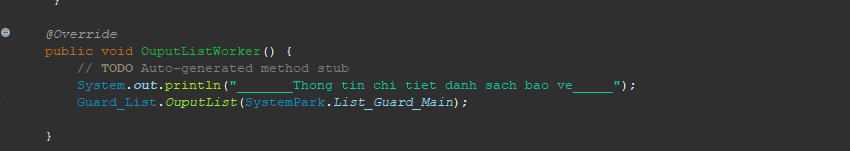 }
@Override
public void OuputListWorker() {
// TODO Auto-generated method stub
System.out.println("_______Thong tin chi tiet danh sach bao ve_____");
Guard_List.OuputList(SystemPark.List_Guard_Main);
}